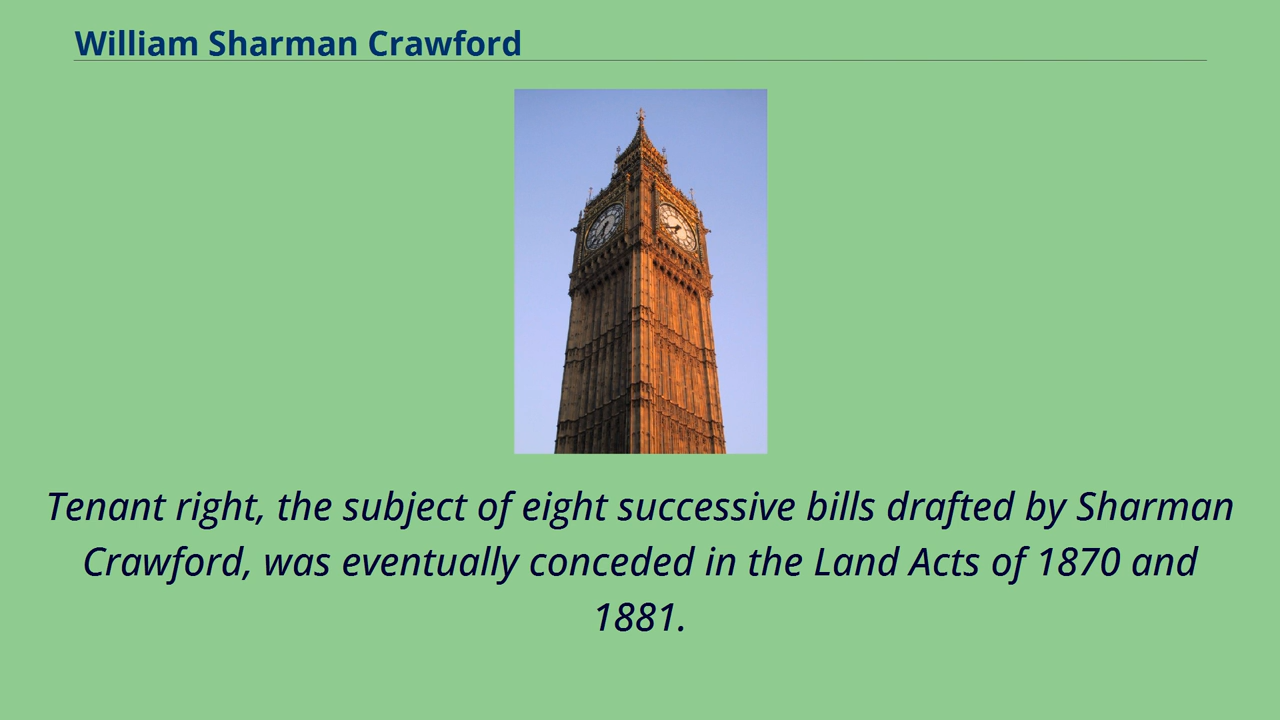 William Sharman Crawford
Tenant right, the subject of eight successive bills drafted by Sharman
Crawford, was eventually conceded in the Land Acts of 1870 and
1881.